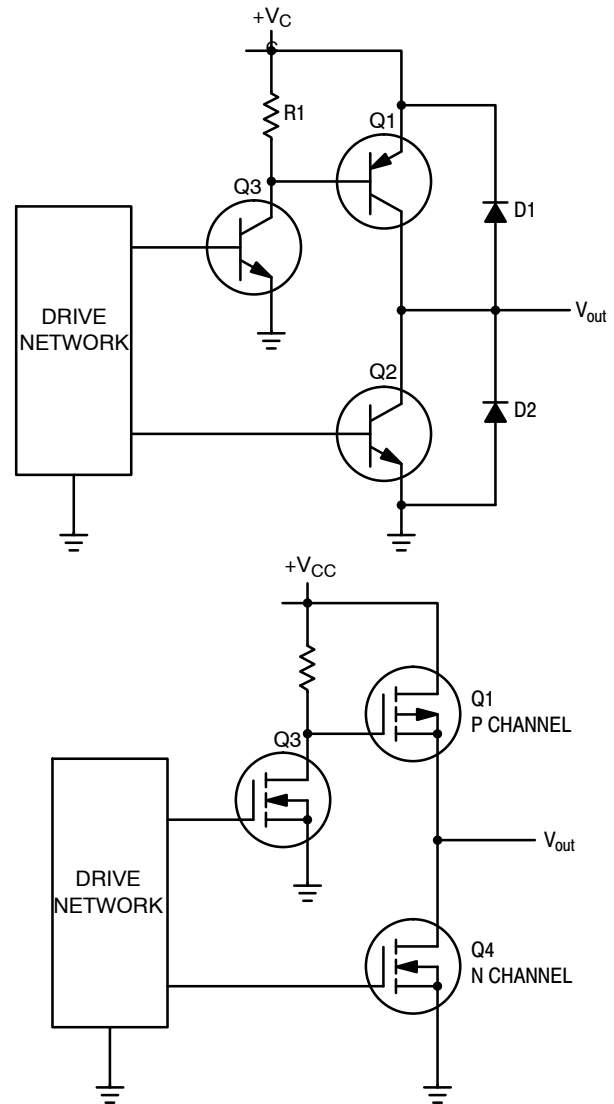 +VC
C
R1
Q1
Q3
D1
DRIVE
NETWORK
Vout
Q2
D2
+VCC
Q1
P CHANNEL
Q3
Vout
DRIVE
NETWORK
Q4
N CHANNEL